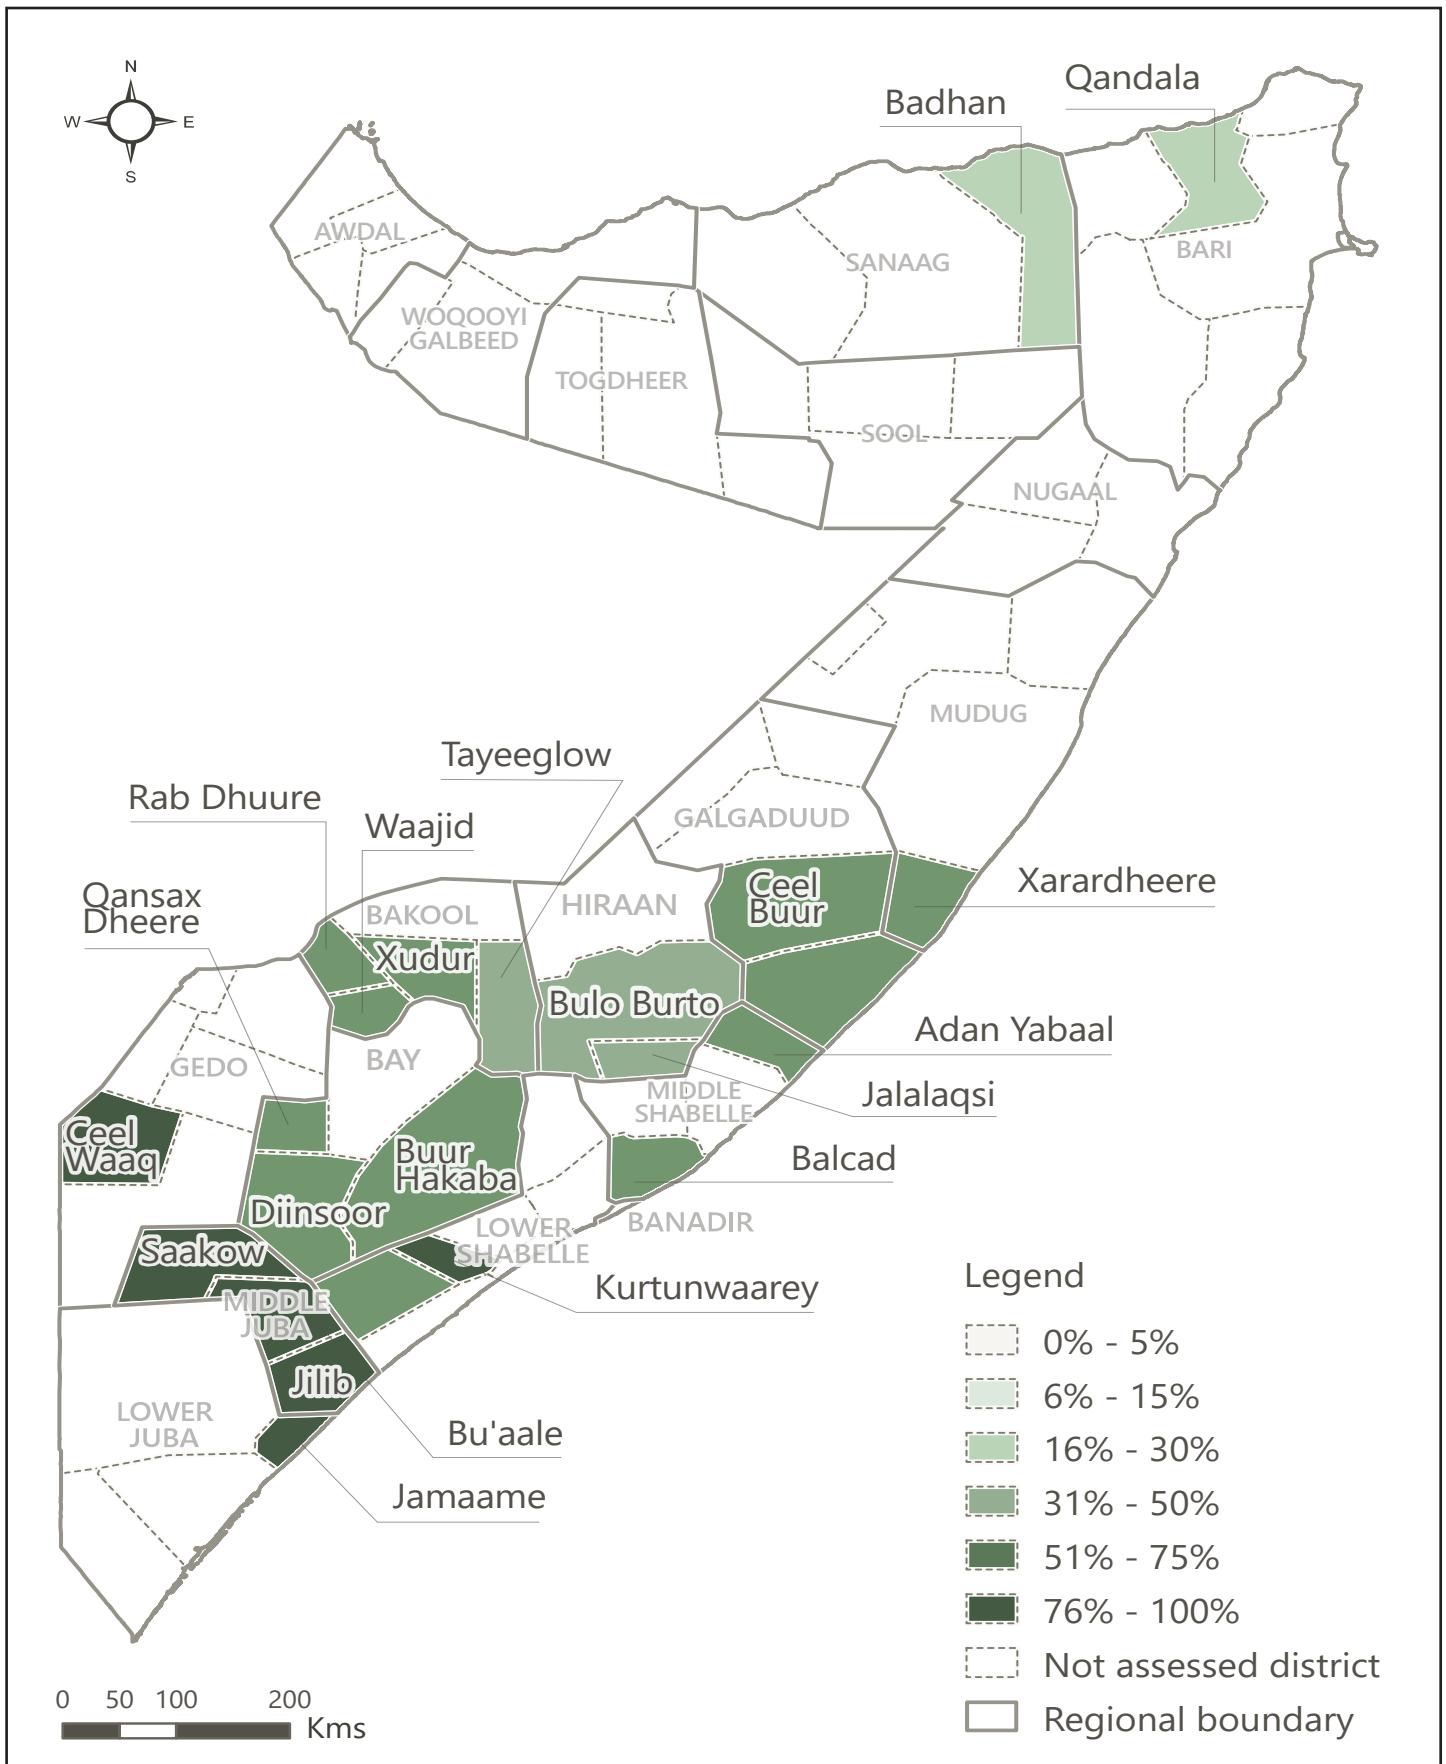 N
W
E
S
Badhan
Qandala
AWDAL
SANAAG
BARI
WOQOOYI
GALBEED
TOGDHEER
SOOL
NUGAAL
MUDUG
Tayeeglow
Rab Dhuure
Waajid
GALGADUUD
Qansax
Dheere
Ceel
Buur
Xarardheere
BAKOOL
HIRAAN
Xudur
Bulo Burto
Adan Yabaal
GEDO
BAY
Jalalaqsi
MIDDLE
SHABELLE
Ceel
Waaq
Buur
Hakaba
Balcad
Diinsoor
BANADIR
LOWER
SHABELLE
Saakow
Kurtunwaarey
MIDDLE
JUBA
Jilib
LOWER
JUBA
Bu'aale
Jamaame
Legend
0% - 5%
6% - 15%
16% - 30%
31% - 50%
51% - 75%
76% - 100%
Not assessed district
Regional boundary
0 50 100 200
Kms